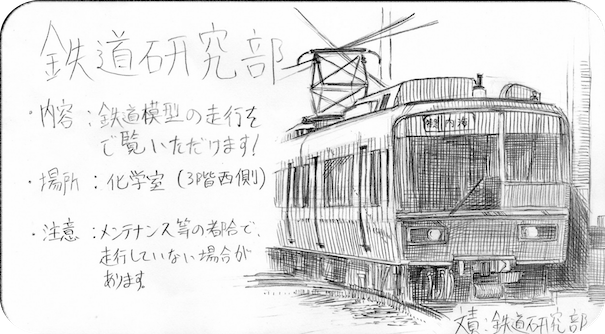 鉄道研究部
・内容：鉄道模型の走行を
ご覧いただけます!
・場所：化学室(3階西側)
・注意：メンテナンス等の都合で、
走行していない場合が
あります。
内海
文責：鉄道研究部